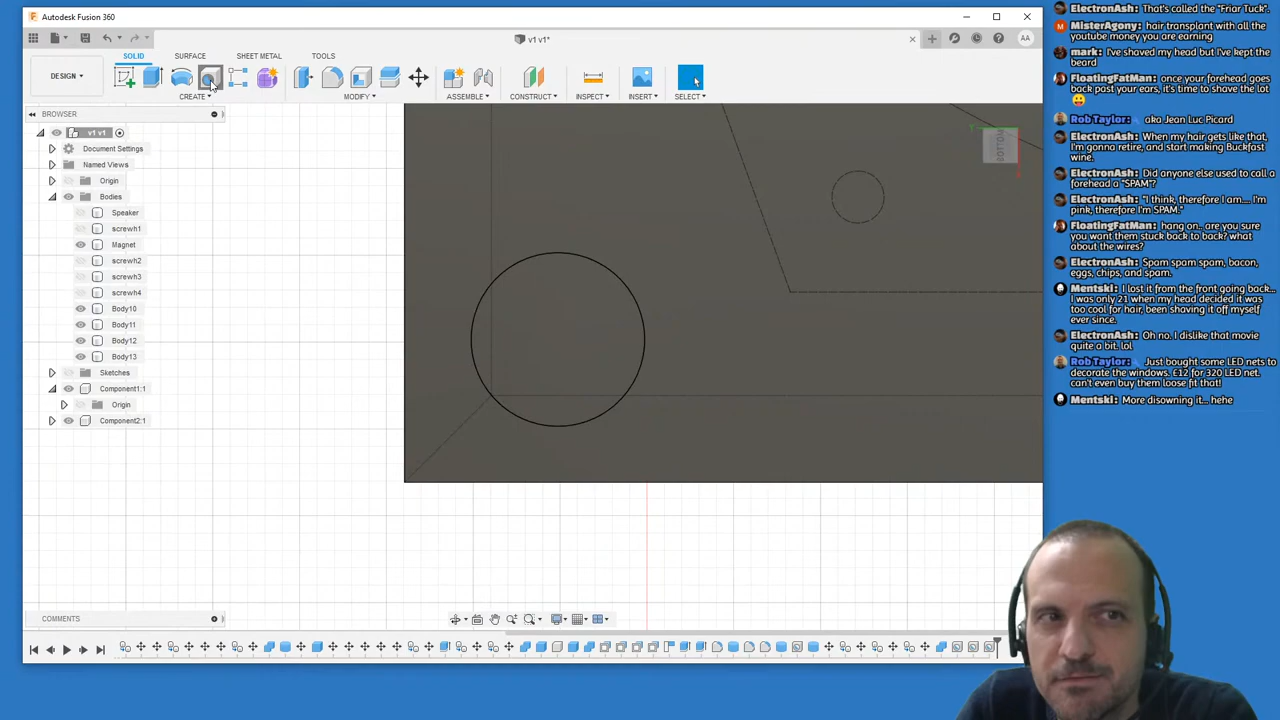 Autodesk Fusion 360
v1 v1*
AA
SOLID
SURFACE
SHEET METAL
TOOLS
DESIGN
CREATE
MODIFY
ASSEMBLE
CONSTRUCT
INSPECT
INSERT
SELECT
BROWSER
v1 v1
Document Settings
Named Views
Origin
Bodies
Speaker
screwh1
Magnet
screwh2
screwh3
screwh4
Body10
Body11
Body12
Body13
Sketches
Component1:1
Origin
Component2:1
BOTTOM
COMMENTS
ElectronAsh: That's called the "Friar Tuck".
MisterAgony: hair transplant with all the
youtube money you are
earning
mark: I've shaved my head but I've kept the
beard
FloatingFatMan: once your forehead goes
back past your ears, it's time to shave the lot
Rob Taylor: aka Jean Luc Picard
ElectronAsh: When my hair gets like that,
I'm gonna retire, and start making Buckfast
wine.
ElectronAsh: Did anyone else used to call a
forehead a "SPAM"?
ElectronAsh: "I think, therefore I am.... I'm
pink, therefore I'm SPAM."
FloatingFatMan: hang on.. are you sure
you want them stuck back to back? what
about the wires?
ElectronAsh: Spam spam spam, bacon,
eggs, chips, and spam.
Mentski: I lost it from the front going back...
I was only 21 when my head decided it was
too cool for hair, been shaving it off myself
ever since.
ElectronAsh: Oh no. I dislike that movie
quite a bit. lol
Rob Taylor: Just bought some LED nets to
decorate the windows. £12 for 320 LED net.
can't even buy them loose fit that!
Mentski: More disowning it... hehe